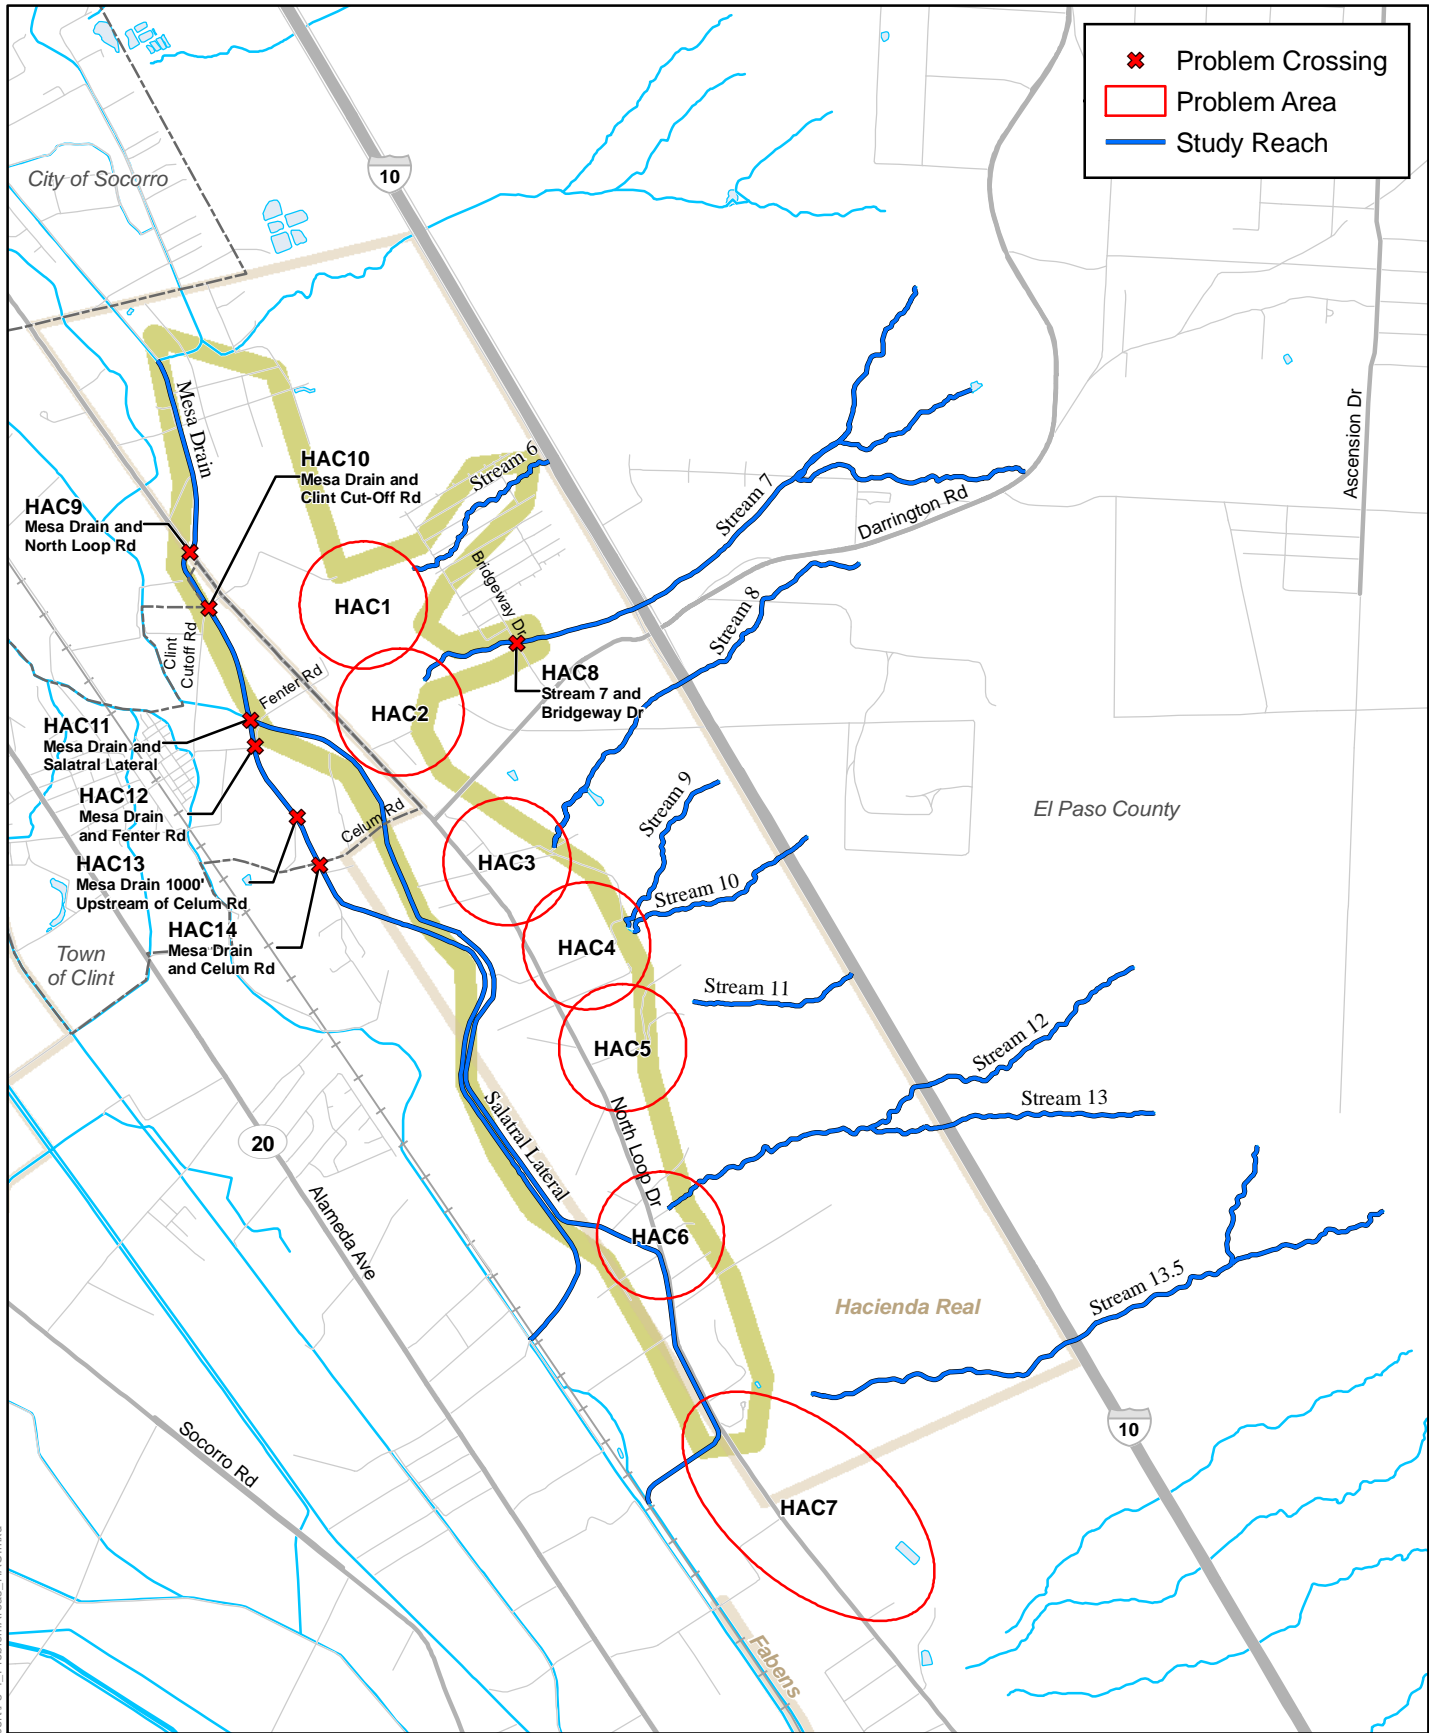 Problem Crossing
Problem Area
Study Reach
City of Socorro
10
Mesa Drain
HAC10
Mesa Drain and
Clint Cut-Off Rd
Stream 6
HAC9
Mesa Drain and
North Loop Rd
Stream 7
Darrington Rd
Ascension Dr
Bridgeway Dr
HAC1
Stream 8
Clint
Cutoff Rd
Fenter Rd
HAC8
Stream 7 and
Bridgeway Dr
HAC2
HAC11
Mesa Drain and
Salatral Lateral
HAC12
Mesa Drain
and Fenter Rd
Stream 9
El Paso County
Celum Rd
HAC3
HAC13
Mesa Drain 1000'
Upstream of Celum Rd
Stream 10
HAC14
Mesa Drain
and Celum Rd
HAC4
Town
of Clint
Stream 11
HAC5
Stream 12
Stream 13
20
Salatral Lateral
North Loop Dr
Alameda Ave
HAC6
Stream 13.5
Hacienda Real
10
Socorro Rd
HAC7
Fabens